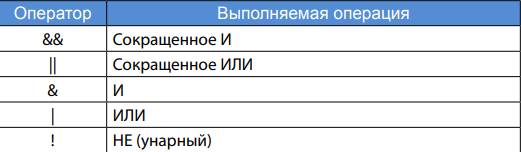 Оператор Выполняемая операция
&& Сокращенное И
|| Сокращенное ИЛИ
& И
| ИЛИ
! НЕ (унарный)